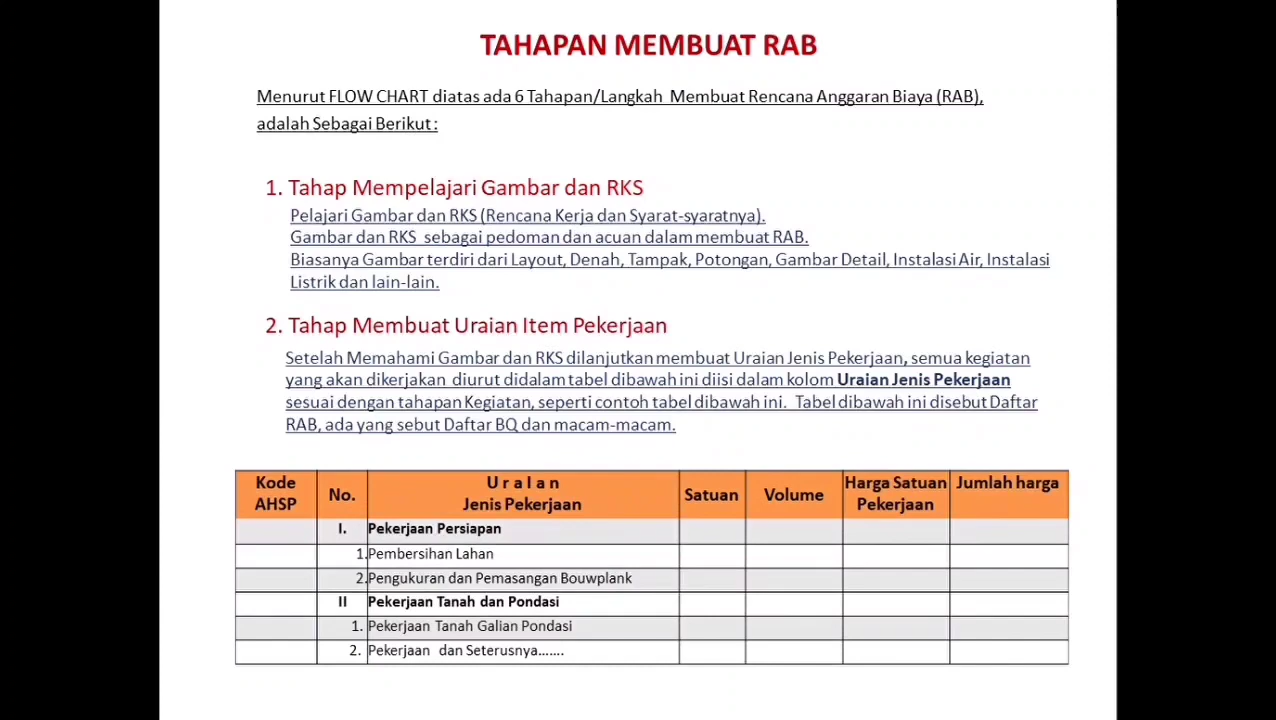 TAHAPAN MEMBUAT RAB
Menurut FLOW CHART diatas ada 6 Tahapan/Langkah Membuat Rencana Anggaran Biaya (RAB),
adalah Sebagai Berikut :
1. Tahap Mempelajari Gambar dan RKS
Pelajari Gambar dan RKS (Rencana Kerja dan Syarat-syaratnya).
Gambar dan RKS sebagai pedoman dan acuan dalam membuat RAB.
Biasanya Gambar terdiri dari Layout, Denah, Tampak, Potongan, Gambar Detail, Instalasi Air, Instalasi
Listrik dan lain-lain.
2. Tahap Membuat Uraian Item Pekerjaan
Setelah Memahami Gambar dan RKS dilanjutkan membuat Uraian Jenis Pekerjaan, semua kegiatan
yang akan dikerjakan diurut didalam tabel dibawah ini diisi dalam kolom Uraian Jenis Pekerjaan
sesuai dengan tahapan Kegiatan, seperti contoh tabel dibawah ini. Tabel dibawah ini disebut Daftar
RAB, ada yang sebut Daftar BQ dan macam-macam.
Kode AHSP No. U r a I a n Jenis Pekerjaan Satuan Volume Harga Satuan Pekerjaan Jumlah harga
I. Pekerjaan Persiapan
1. Pembersihan Lahan
2. Pengukuran dan Pemasangan Bouwplank
II Pekerjaan Tanah dan Pondasi
1. Pekerjaan Tanah Galian Pondasi
2. Pekerjaan dan Seterusnya.......